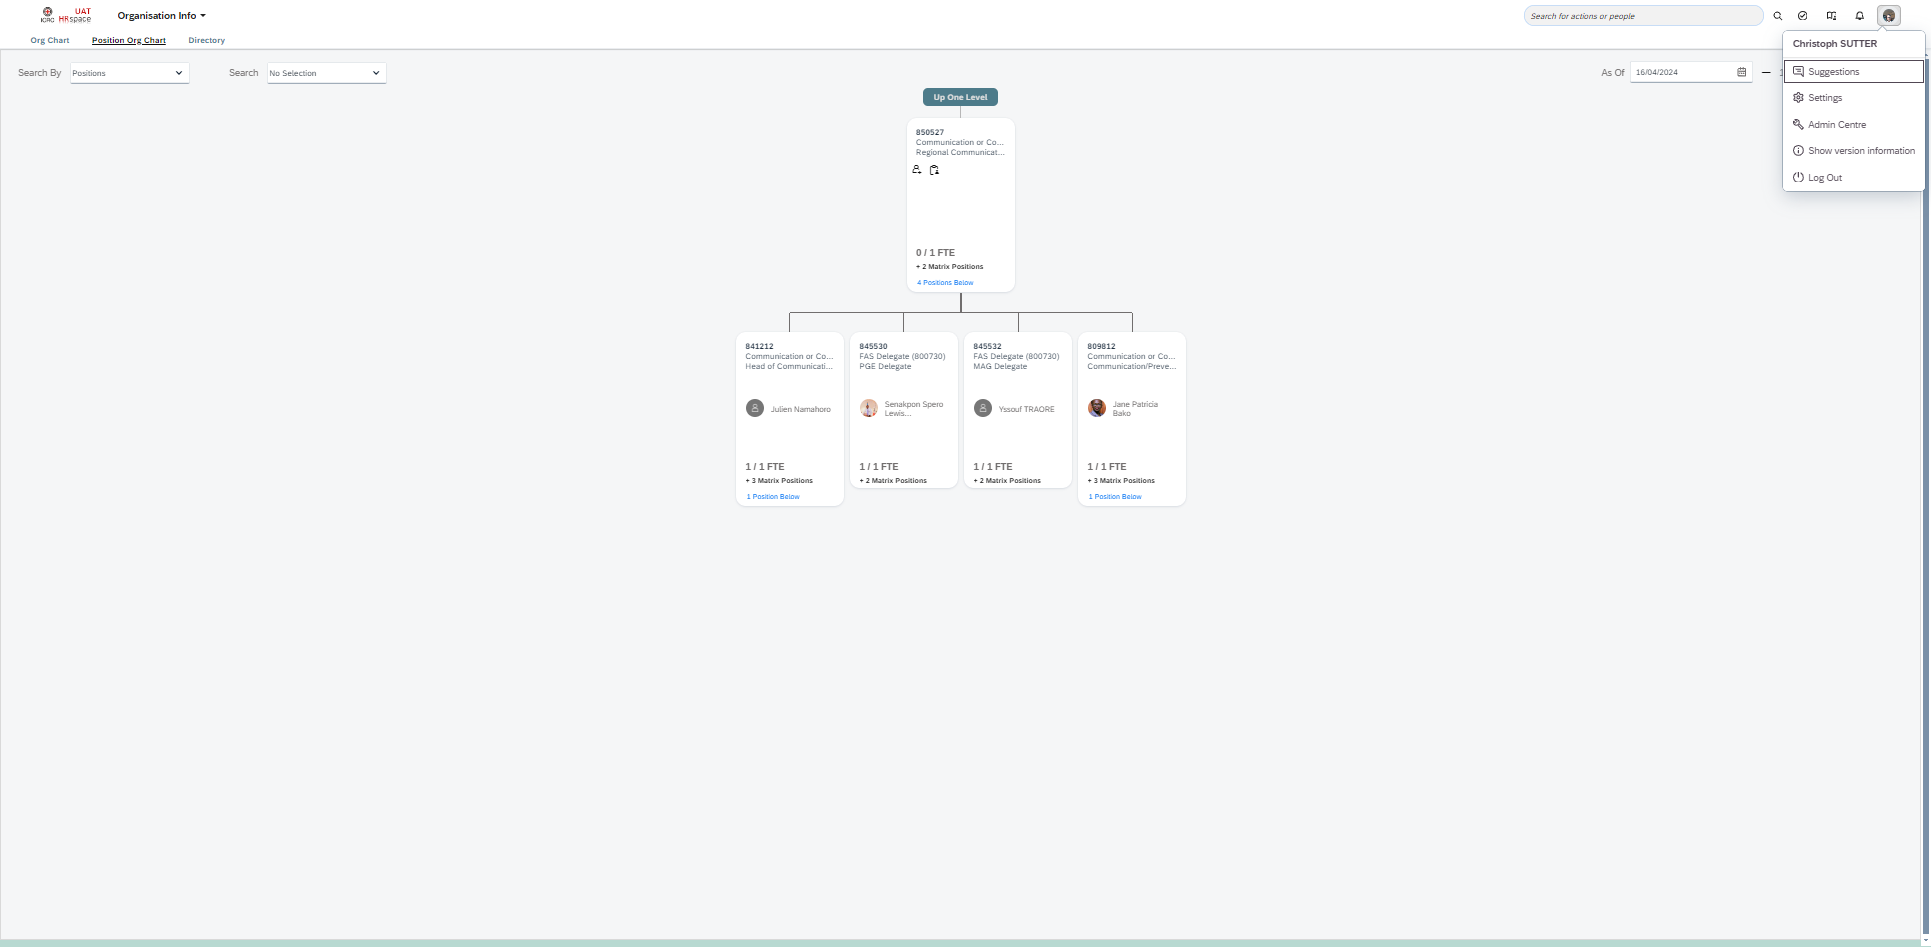 UAT
ICRC HRspace
Organisation Info
Search for actions or people
Org Chart
Position Org Chart
Directory
Christoph SUTTER
Suggestions
Settings
Admin Centre
Show version information
Log Out
Search By
Positions
Search
No Selection
As Of
16/04/2024
Up One Level
850527
Communication or Co...
Regional Communicat...
0 / 1 FTE
+ 2 Matrix Positions
4 Positions Below
841212
Communication or Co...
Head of Communicati...
Julien Namahoro
1 / 1 FTE
+ 3 Matrix Positions
1 Position Below
845530
FAS Delegate (800730)
PGE Delegate
Senakpon Spero
Lewis...
1 / 1 FTE
+ 2 Matrix Positions
845532
FAS Delegate (800730)
MAG Delegate
Yssouf TRAORE
1 / 1 FTE
+ 2 Matrix Positions
809812
Communication or Co...
Communication/Preve...
Jane Patricia
Bako
1 / 1 FTE
+ 3 Matrix Positions
1 Position Below